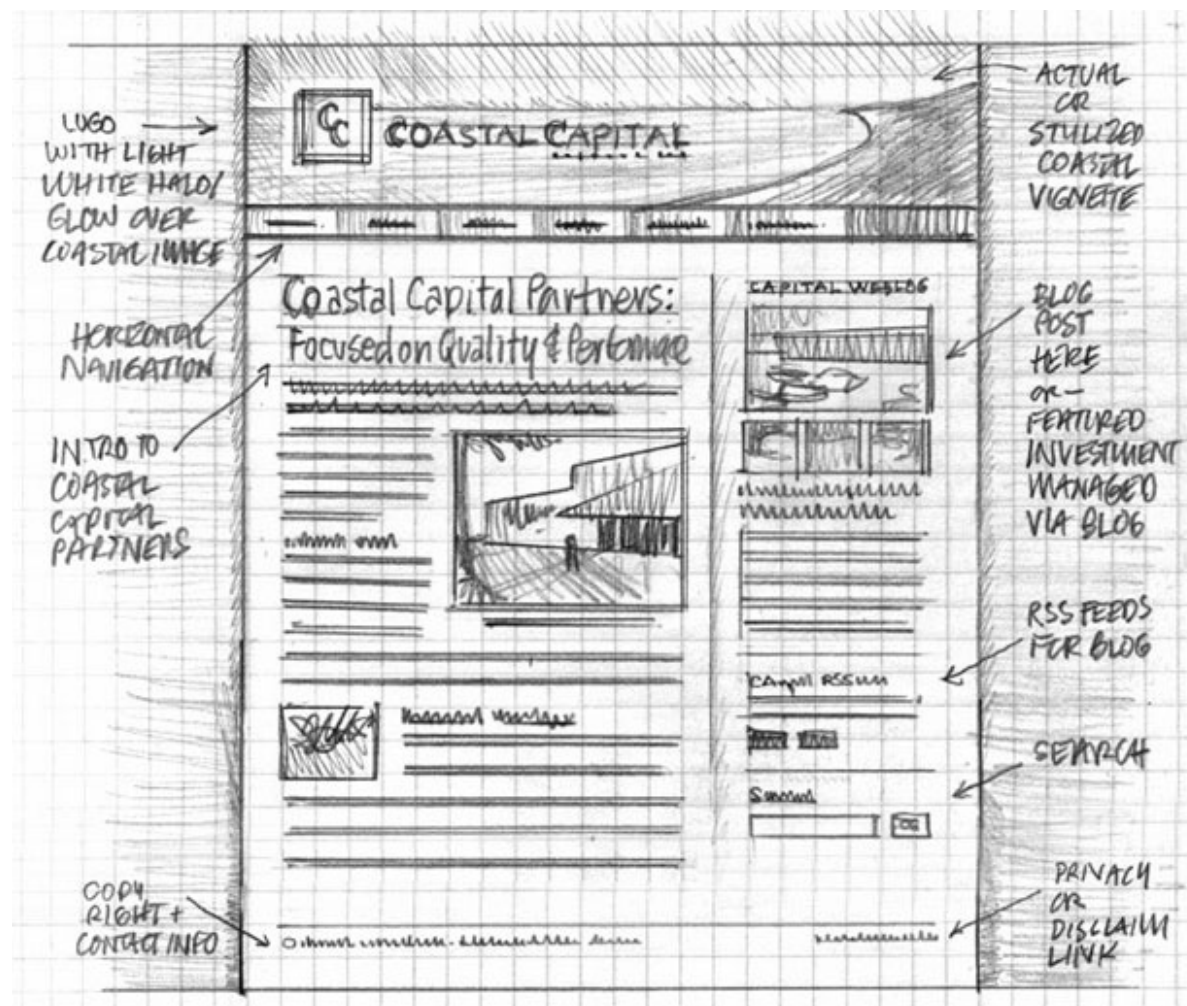 LOGO
WITH LIGHT
WHITE HALO/
GLOW OVER
COASTAL IMAGE
HORIZONTAL
NAVIGATION
INTRO TO
COASTAL
CAPITAL
PARTNERS
COPY
RIGHT +
CONTACT INFO
CC
COASTAL CAPITAL
Coastal Capital Partners:
Focused on Quality & Performance
CAPITAL WEBLOG
RSS
ACTUAL
OR
STYLIZED
COASTAL
VIGNETTE
BLOG
POST
HERE
OR-
FEATURED
INVESTMENT
MANAGED
VIA BLOG
RSS FEEDS
FOR BLOG
SEARCH
PRIVACY
OR
DISCLAIM
LINK